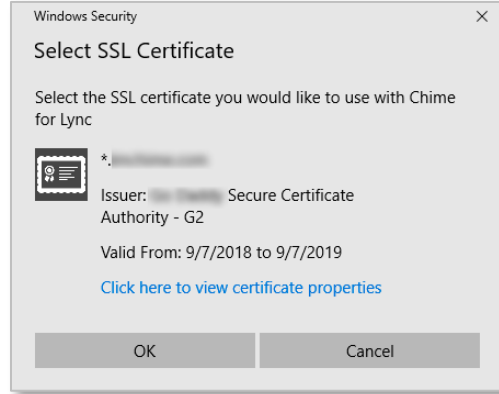 Windows Security
Select SSL Certificate
Select the SSL certificate you would like to use with Chime
for Lync
*.
Issuer: Secure Certificate
Authority - G2
Valid From: 9/7/2018 to 9/7/2019
Click here to view certificate properties
OK
Cancel